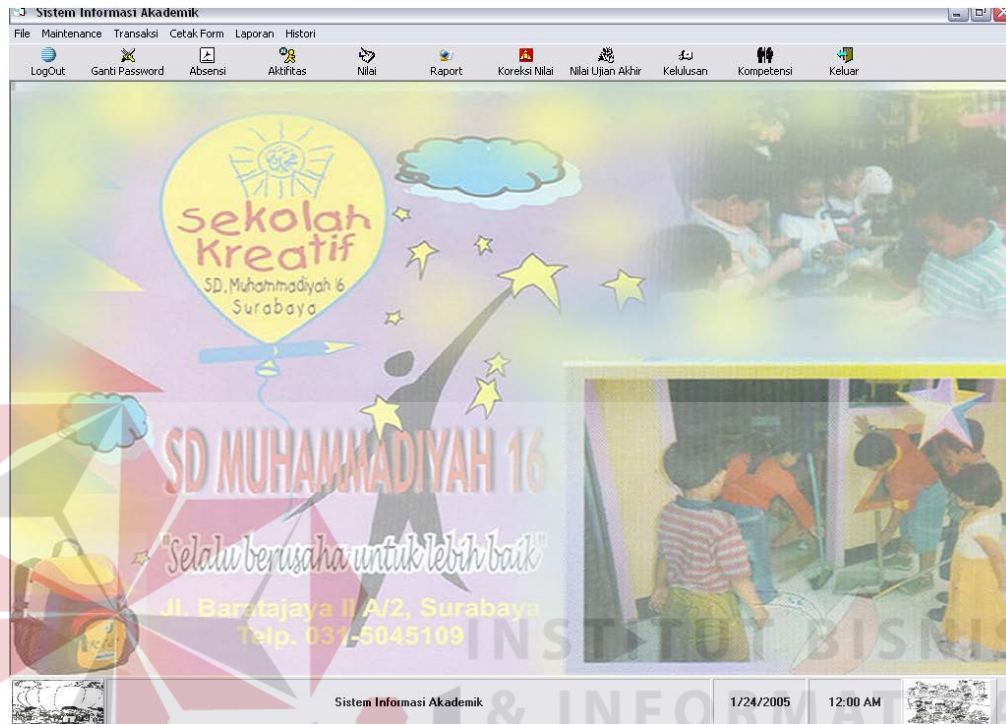 Sistem Informasi Akademik
File Maintenance Transaksi Cetak Form Laporan Histori
LogOut Ganti Password Absensi Aktifitas Nilai Raport Koreksi Nilai Nilai Ujian Akhir Kelulusan Kompetensi Keluar
Sekolah
Kreatif
SD. Muhammadiyah 16
Surabaya
SD MUHAMMADIYAH 16
"Selalu berusaha untuk lebih baik"
Jl. Baratajaya II A/2, Surabaya
Telp. 031-5045109
INSTITUT BISNIS
& INFORMAT
Sistem Informasi Akademik 1/24/2005 12:00 AM